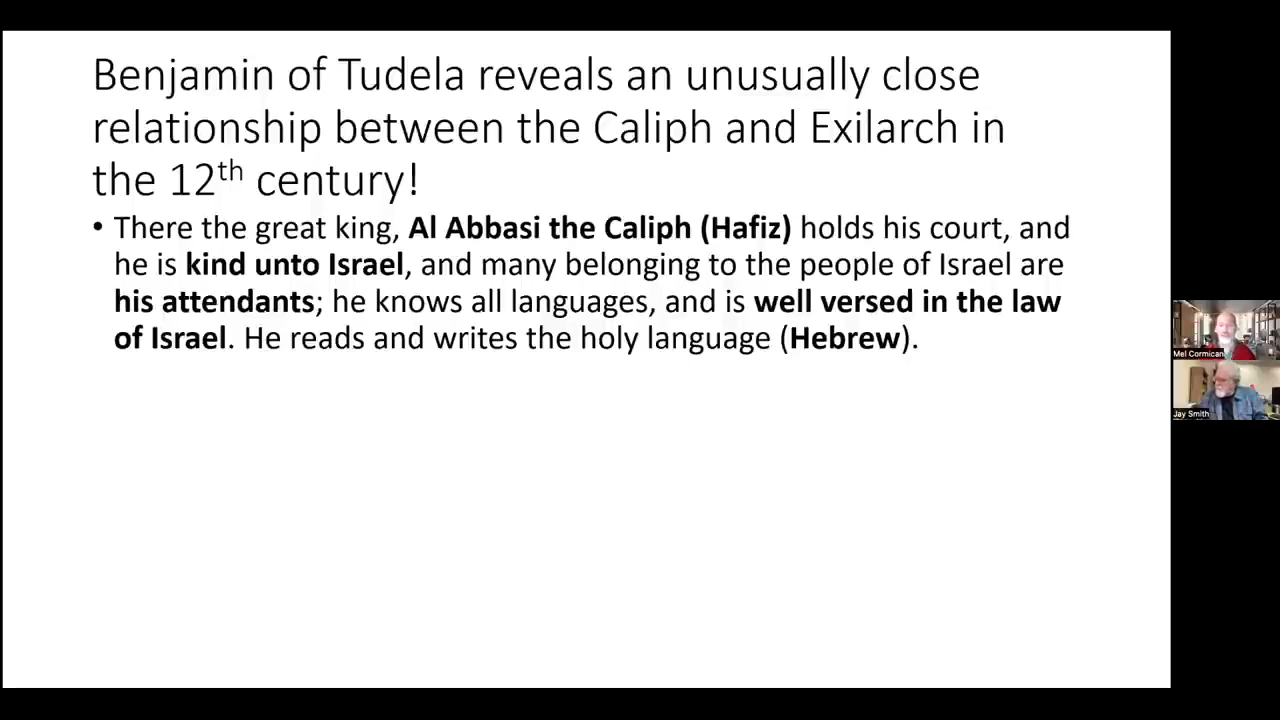 Benjamin of Tudela reveals an unusually close
relationship between the Caliph and Exilarch in
the 12th century!
• There the great king, Al Abbasi the Caliph (Hafiz) holds his court, and
he is kind unto Israel, and many belonging to the people of Israel are
his attendants; he knows all languages, and is well versed in the law
of Israel. He reads and writes the holy language (Hebrew).
Mel Cormican
Jay Smith